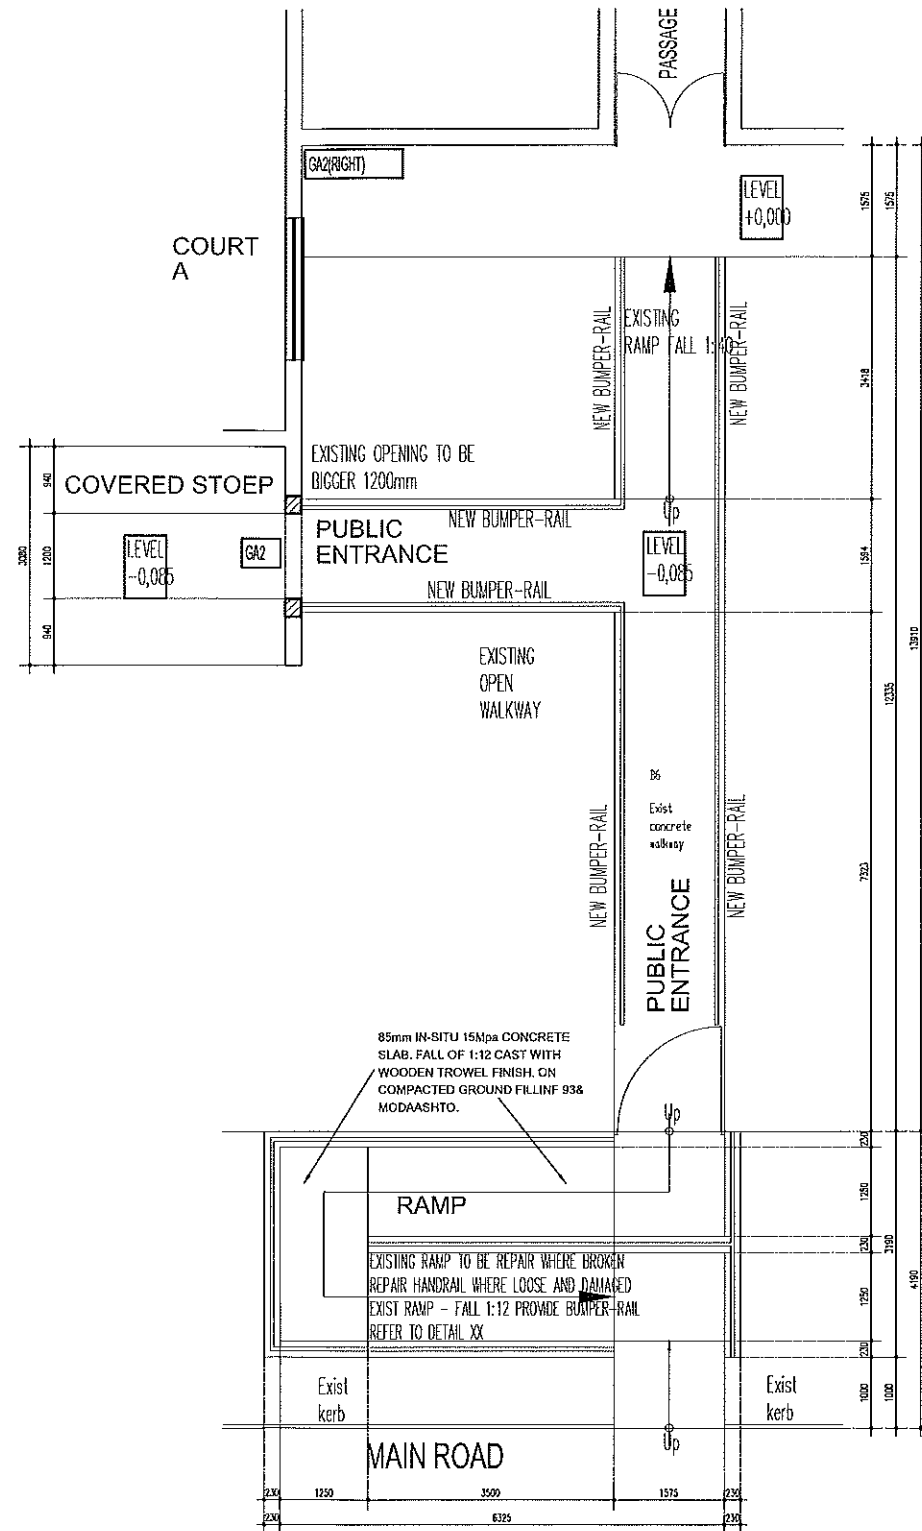 PASSAGE
GA2(RIGHT)
LEVEL
+0,000
COURT
A
1575
1575
EXISTING
RAMP FALL 1:40
NEW BUMPER-RAIL
NEW BUMPER-RAIL
3418
EXISTING OPENING TO BE
BIGGER 1200mm
COVERED STOEP
940
Up
NEW BUMPER-RAIL
PUBLIC
ENTRANCE
LEVEL
-0,085
GA2
LEVEL
-0,085
3080
1200
1594
NEW BUMPER-RAIL
940
13910
12335
EXISTING
OPEN
WALKWAY
Exist
concrete
walkway
NEW BUMPER-RAIL
NEW BUMPER-RAIL
7323
PUBLIC
ENTRANCE
85mm IN-SITU 15Mpa CONCRETE
SLAB. FALL OF 1:12 CAST WITH
WOODEN TROWEL FINISH. ON
COMPACTED GROUND FILLINF 93&
MODAASHTO.
Up
230
RAMP
1250
230
3190
4190
EXISTING RAMP TO BE REPAIR WHERE BROKEN
REPAIR HANDRAIL WHERE LOOSE AND DAMAGED
EXIST RAMP - FALL 1:12 PROVIDE BUMPER-RAIL
REFER TO DETAIL XX
1250
230
Exist
kerb
Exist
kerb
1000
1000
Up
MAIN ROAD
230
1250
3500
1575
230
230
6325
230